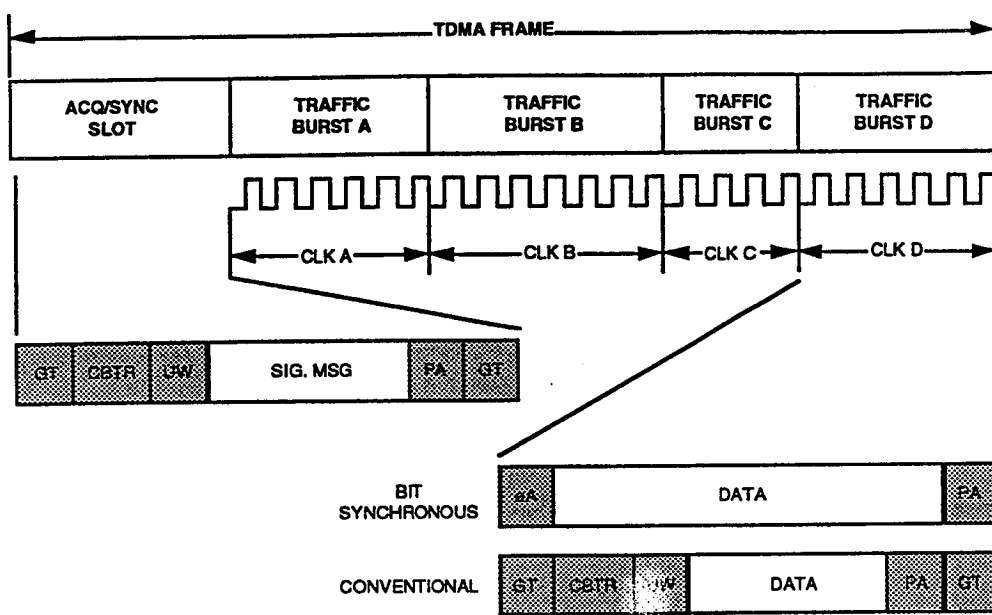 TDMA FRAME
ACQ/SYNC
SLOT
TRAFFIC
BURST A
TRAFFIC
BURST B
TRAFFIC
BURST C
TRAFFIC
BURST D
CLK A
CLK B
CLK C
CLK D
GT CBTR UW SIG. MSG PA GT
BIT
SYNCHRONOUS
DATA PA
CONVENTIONAL
GT CBTR UW DATA PA GT